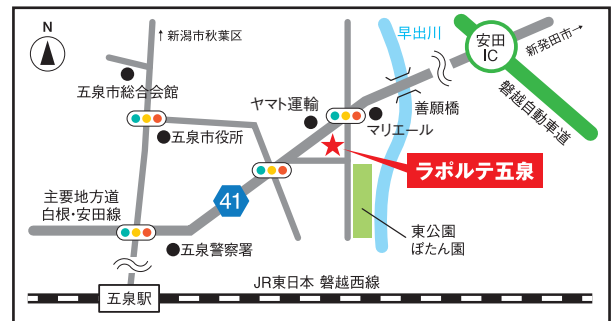 N
↑新潟市秋葉区
早出川
安田
IC
新発田市→
五泉市総合会館
ヤマト運輸
善願橋
磐越自動車道
五泉市役所
マリエール
ラポルテ五泉
主要地方道
白根・安田線
41
東公園
ぼたん園
五泉警察署
JR東日本 磐越西線
五泉駅